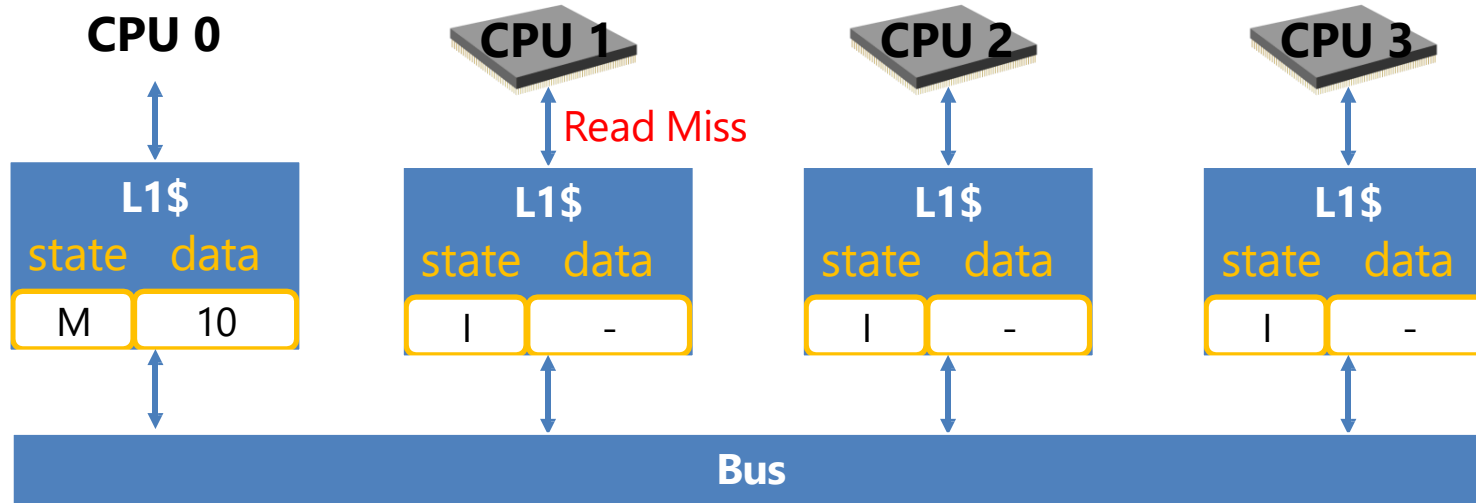 CPU 0 CPU 1 CPU 2 CPU 3
Read Miss
L1$ L1$ L1$ L1$
state data state data state data state data
M 10 I - I - I -
Bus